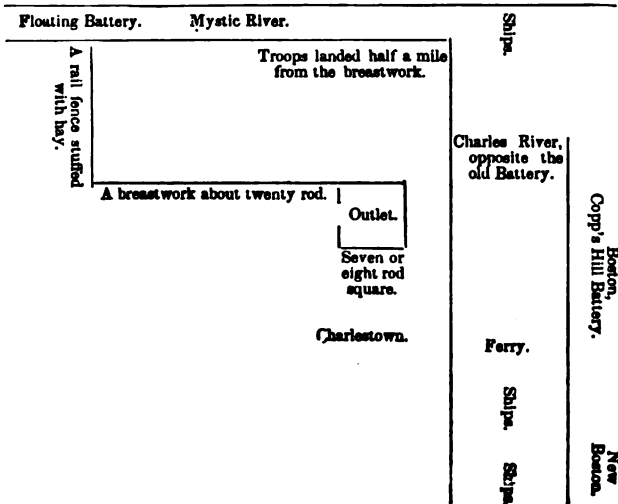 Floating Battery.
Mystic River.
Ships.
A rail fence stuffed
with hay.
Troops landed half a mile
from the breastwork.
Charles River,
opposite the
old Battery.
A breastwork about twenty rod.
Outlet.
Seven or
eight rod
square.
Boston,
Copp's Hill Battery.
Charlestown.
Ferry.
Ships.
Ships.
New
Boston.